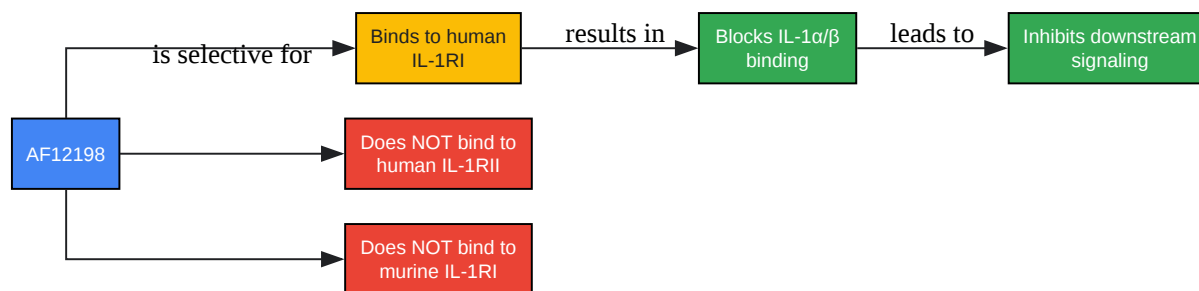 is selective for
Binds to human
IL-1RI
results in
Blocks IL-1α/β
binding
leads to
Inhibits downstream
signaling
AF12198
Does NOT bind to
human IL-1RII
Does NOT bind to
murine IL-1RI